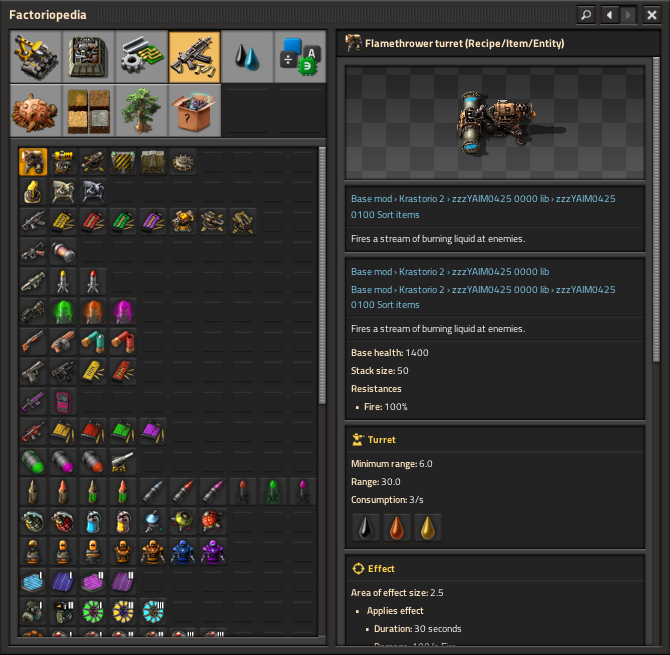 Factoriopedia
Flamethrower turret (Recipe/Item/Entity)
Base mod › Krastorio 2 › zzzYAIM0425 0000 lib › zzzYAIM0425
0100 Sort items
Fires a stream of burning liquid at enemies.
Base mod › Krastorio 2 › zzzYAIM0425 0000 lib
Base mod › Krastorio 2 › zzzYAIM0425 0000 lib › zzzYAIM0425
0100 Sort items
Fires a stream of burning liquid at enemies.
Base health: 1400
Stack size: 50
Resistances
▪ Fire: 100%
Turret
Minimum range: 6.0
Range: 30.0
Consumption: 3/s
Effect
Area of effect size: 2.5
▪ Applies effect
▪ Duration: 30 seconds